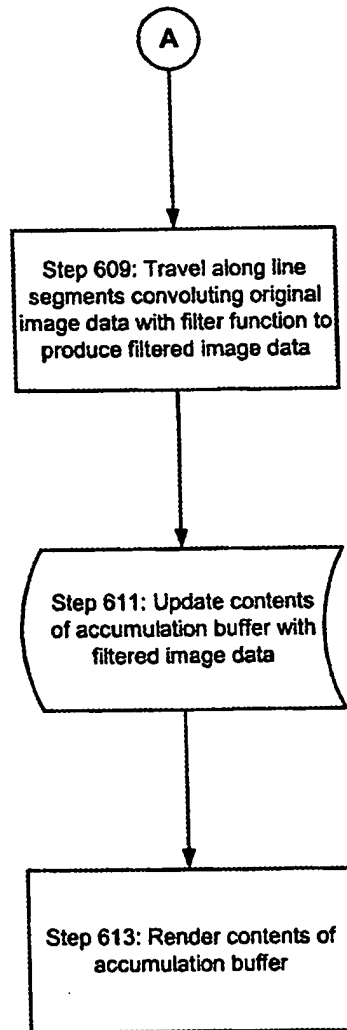 A
Step 609: Travel along line
segments convoluting original
image data with filter function to
produce filtered image data
Step 611: Update contents
of accumulation buffer with
filtered image data
Step 613: Render contents of
accumulation buffer